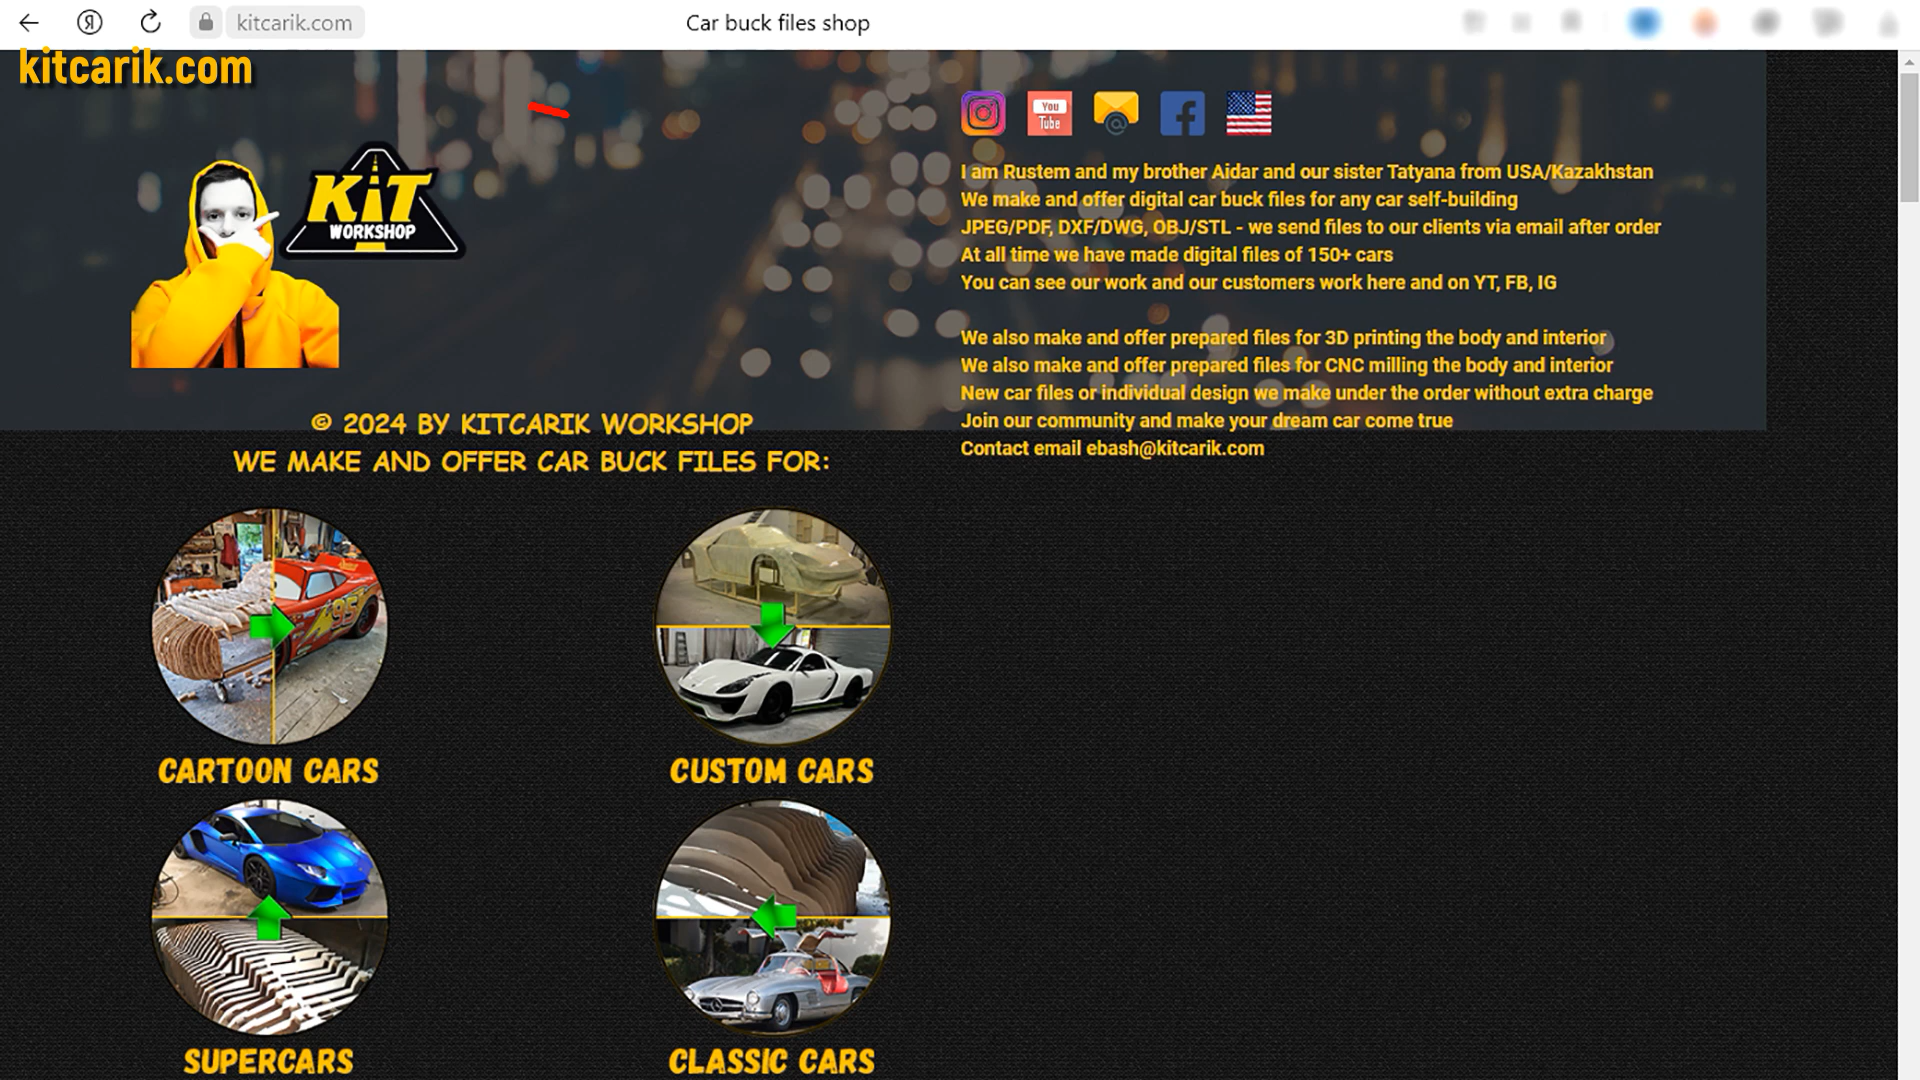 kitcarik.com
Car buck files shop
kitcarik.com
You
Tube
KIT
WORKSHOP
I am Rustem and my brother Aidar and our sister Tatyana from USA/Kazakhstan
We make and offer digital car buck files for any car self-building
JPEG/PDF, DXF/DWG, OBJ/STL - we send files to our clients via email after order
At all time we have made digital files of 150+ cars
You can see our work and our customers work here and on YT, FB, IG
We also make and offer prepared files for 3D printing the body and interior
We also make and offer prepared files for CNC milling the body and interior
New car files or individual design we make under the order without extra charge
Join our community and make your dream car come true
Contact email ebash@kitcarik.com
© 2024 BY KITCARIK WORKSHOP
WE MAKE AND OFFER CAR BUCK FILES FOR:
95
CARTOON CARS
CUSTOM CARS
SUPERCARS
CLASSIC CARS